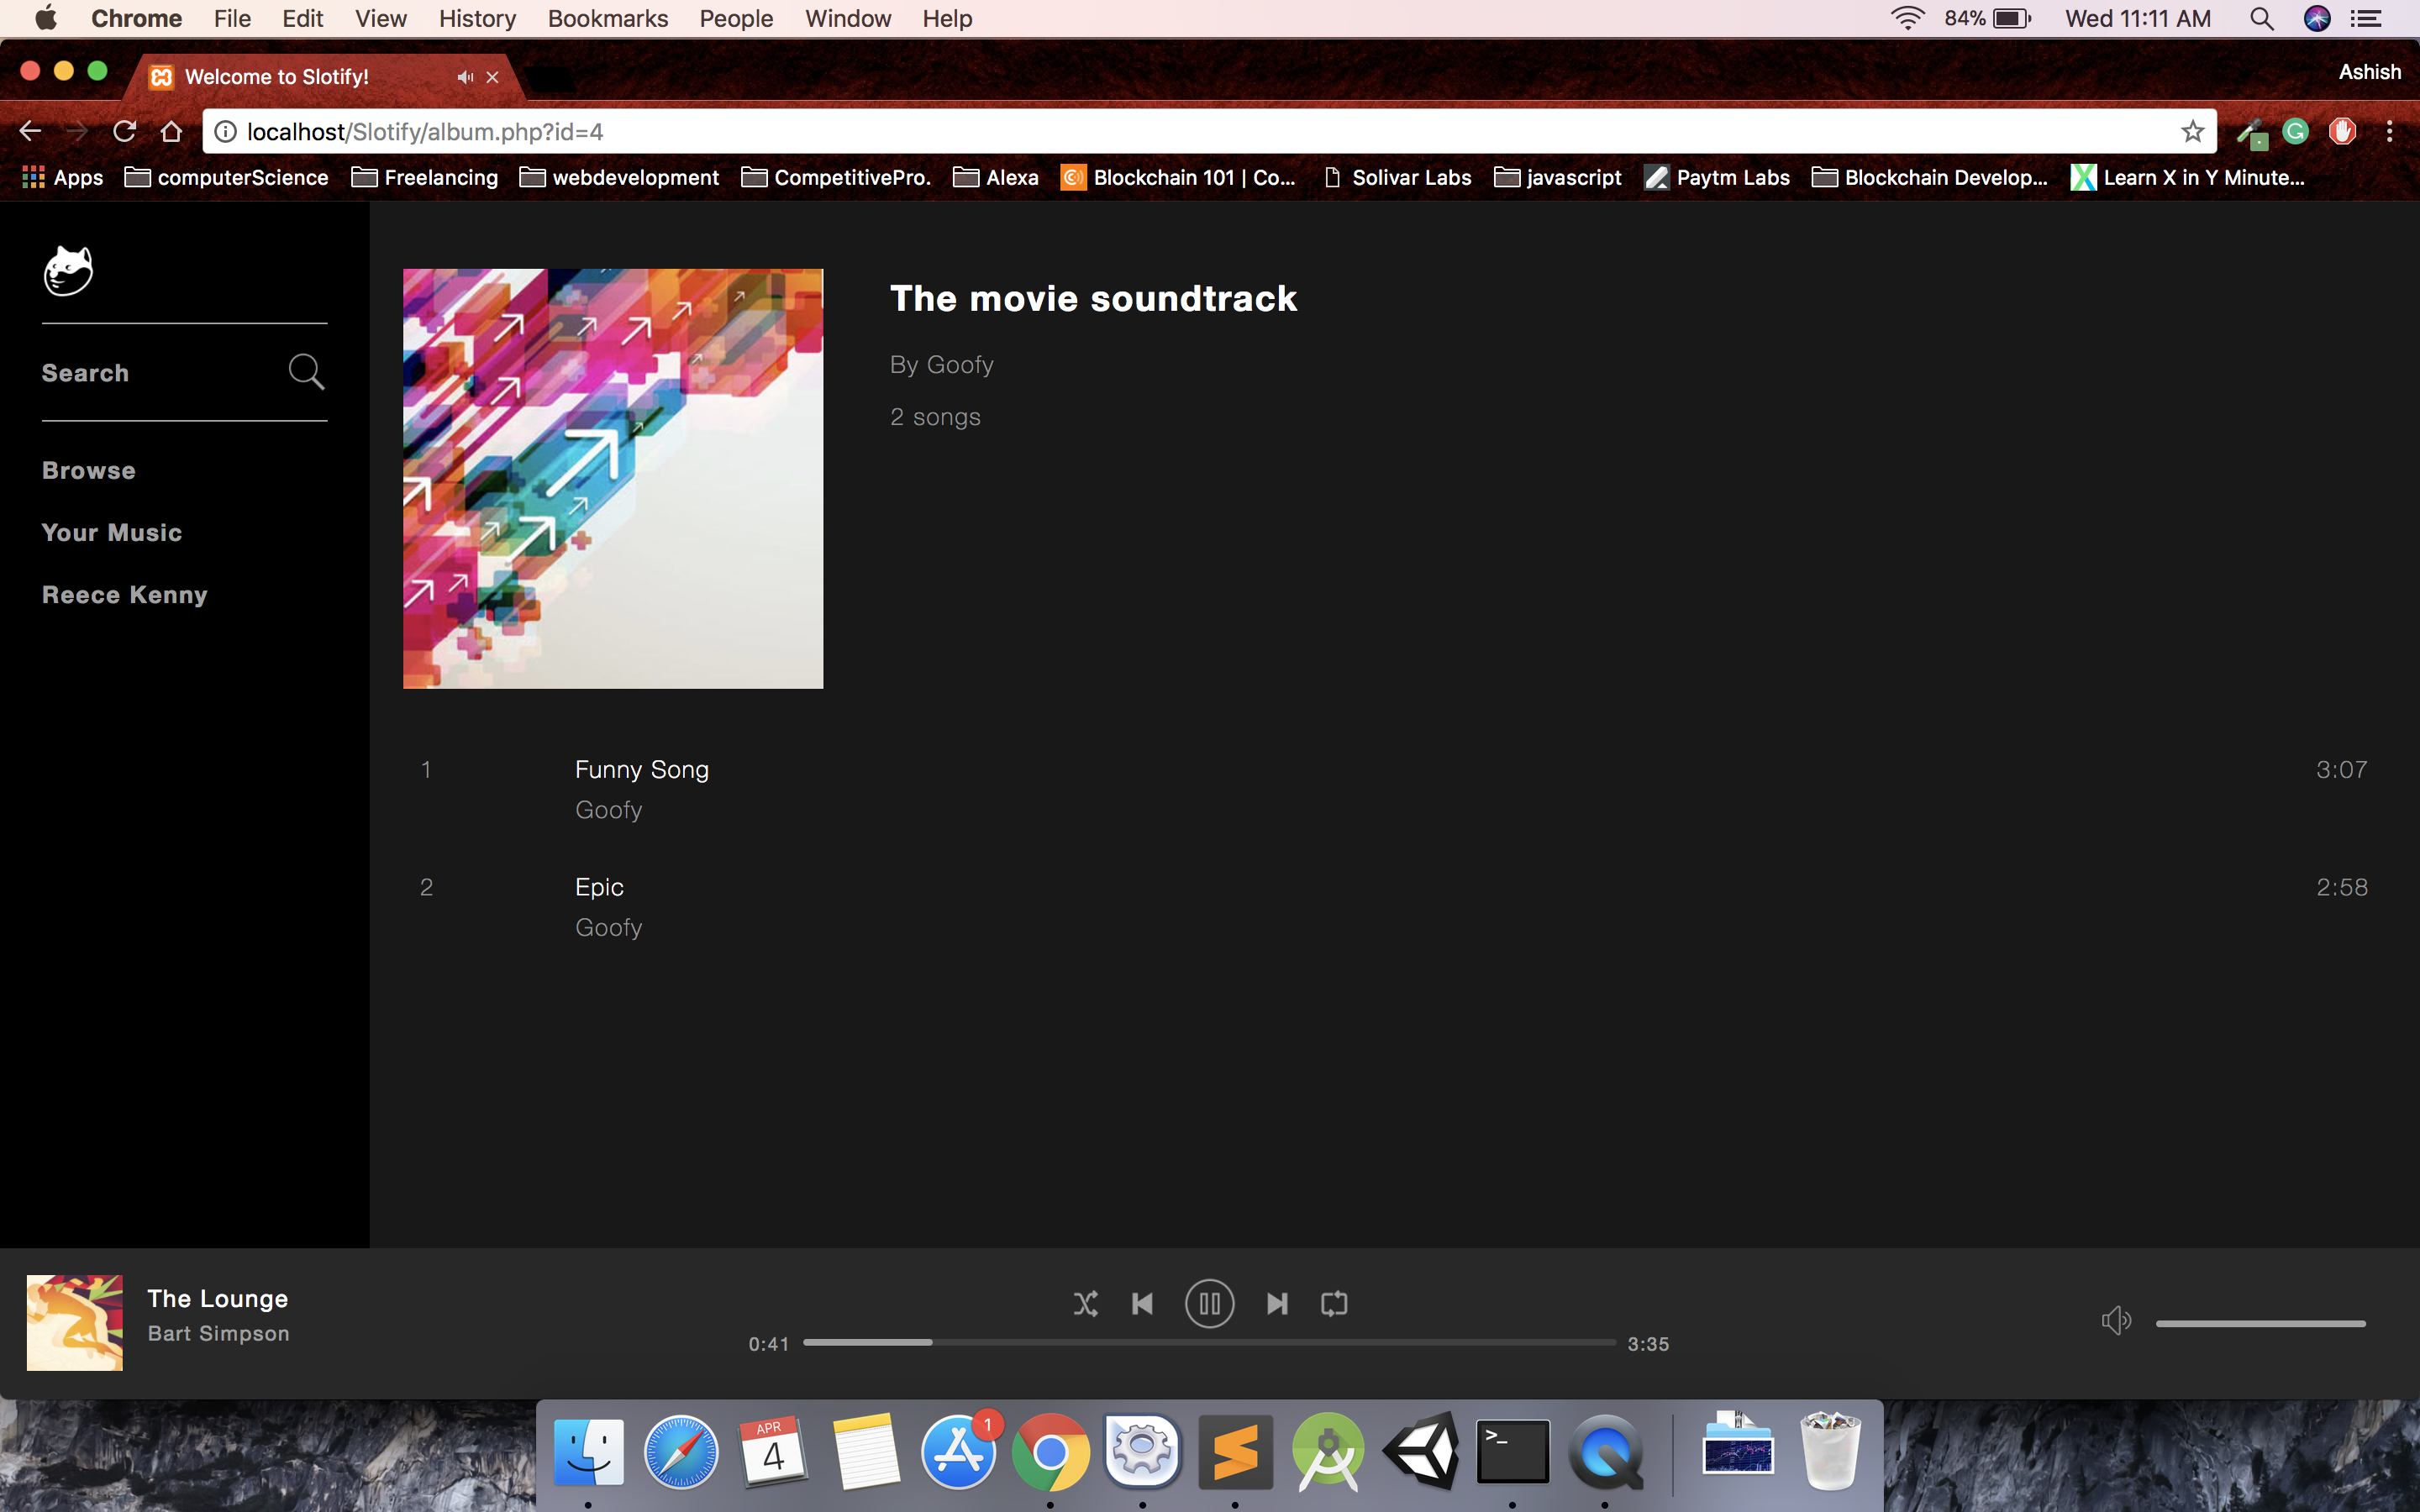 Chrome File Edit View History Bookmarks People Window Help 84% Wed 11:11 AM
Welcome to Slotify! Ashish
localhost/Slotify/album.php?id=4
Apps computerScience Freelancing webdevelopment CompetitivePro. Alexa Blockchain 101 | Co... Solivar Labs javascript Paytm Labs Blockchain Develop... Learn X in Y Minute...
Search
Browse
Your Music
Reece Kenny
The movie soundtrack
By Goofy
2 songs
1 Funny Song 3:07
Goofy
2 Epic 2:58
Goofy
The Lounge
Bart Simpson
0:41 3:35
APR
4
1
>_